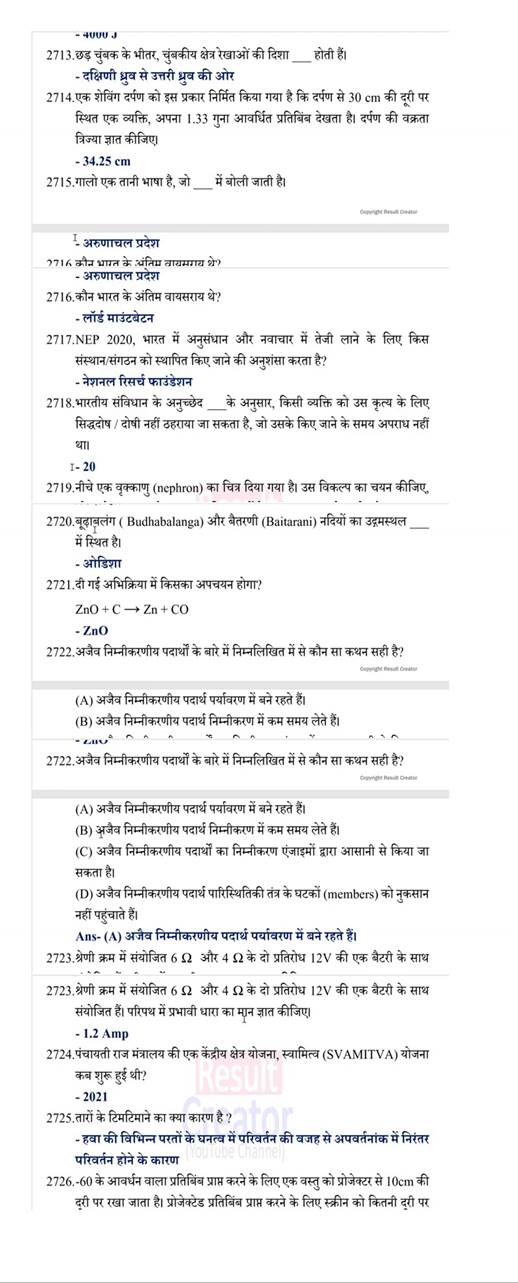 - 4000 J
2713.छड़ चुंबक के भीतर, चुंबकीय क्षेत्र रेखाओं की दिशा ___ होती हैं।
- दक्षिणी ध्रुव से उत्तरी ध्रुव की ओर
2714.एक शेविंग दर्पण को इस प्रकार निर्मित किया गया है कि दर्पण से 30 cm की दूरी पर
स्थित एक व्यक्ति, अपना 1.33 गुना आवर्धित प्रतिबिंब देखता है। दर्पण की वक्रता
त्रिज्या ज्ञात कीजिए।
- 34.25 cm
2715.गालो एक तानी भाषा है, जो ___ में बोली जाती है।
Copyright Result Creator
- अरुणाचल प्रदेश
2716.कौन भारत के अंतिम वायसराय थे?
- अरुणाचल प्रदेश
2716.कौन भारत के अंतिम वायसराय थे?
- लॉर्ड माउंटबेटन
2717.NEP 2020, भारत में अनुसंधान और नवाचार में तेजी लाने के लिए किस
संस्थान/संगठन को स्थापित किए जाने की अनुशंसा करता है?
- नेशनल रिसर्च फाउंडेशन
2718.भारतीय संविधान के अनुच्छेद ___के अनुसार, किसी व्यक्ति को उस कृत्य के लिए
सिद्धदोष / दोषी नहीं ठहराया जा सकता है, जो उसके किए जाने के समय अपराध नहीं
था।
- 20
2719.नीचे एक वृक्काणु (nephron) का चित्र दिया गया है। उस विकल्प का चयन कीजिए,
2720.बूढ़ाबलंग ( Budhabalanga) और बैतरणी (Baitarani) नदियों का उद्गमस्थल ___
में स्थित है।
- ओडिशा
2721.दी गई अभिक्रिया में किसका अपचयन होगा?
ZnO + C → Zn + CO
- ZnO
2722.अजैव निम्नीकरणीय पदार्थों के बारे में निम्नलिखित में से कौन सा कथन सही है?
Copyright Result Creator
(A) अजैव निम्नीकरणीय पदार्थ पर्यावरण में बने रहते हैं।
(B) अजैव निम्नीकरणीय पदार्थ निम्नीकरण में कम समय लेते हैं।
- ZnO
2722.अजैव निम्नीकरणीय पदार्थों के बारे में निम्नलिखित में से कौन सा कथन सही है?
Copyright Result Creator
(A) अजैव निम्नीकरणीय पदार्थ पर्यावरण में बने रहते हैं।
(B) अजैव निम्नीकरणीय पदार्थ निम्नीकरण में कम समय लेते हैं।
(C) अजैव निम्नीकरणीय पदार्थों का निम्नीकरण एंजाइमों द्वारा आसानी से किया जा
सकता है।
(D) अजैव निम्नीकरणीय पदार्थ पारिस्थितिकी तंत्र के घटकों (members) को नुकसान
नहीं पहुंचाते हैं।
Ans- (A) अजैव निम्नीकरणीय पदार्थ पर्यावरण में बने रहते हैं।
2723.श्रेणी क्रम में संयोजित 6 Ω और 4 Ω के दो प्रतिरोध 12V की एक बैटरी के साथ
2723.श्रेणी क्रम में संयोजित 6 Ω और 4 Ω के दो प्रतिरोध 12V की एक बैटरी के साथ
संयोजित हैं। परिपथ में प्रभावी धारा का मान ज्ञात कीजिए।
- 1.2 Amp
2724.पंचायती राज मंत्रालय की एक केंद्रीय क्षेत्र योजना, स्वामित्व (SVAMITVA) योजना
कब शुरू हुई थी?
- 2021
Result
2725.तारों के टिमटिमाने का क्या कारण है ?
Creator
- हवा की विभिन्न परतों के घनत्व में परिवर्तन की वजह से अपवर्तनांक में निरंतर
परिवर्तन होने के कारण
(YouTube Channel)
2726.-60 के आवर्धन वाला प्रतिबिंब प्राप्त करने के लिए एक वस्तु को प्रोजेक्टर से 10cm की
दूरी पर रखा जाता है। प्रोजेक्टेड प्रतिबिंब प्राप्त करने के लिए स्क्रीन को कितनी दूरी पर